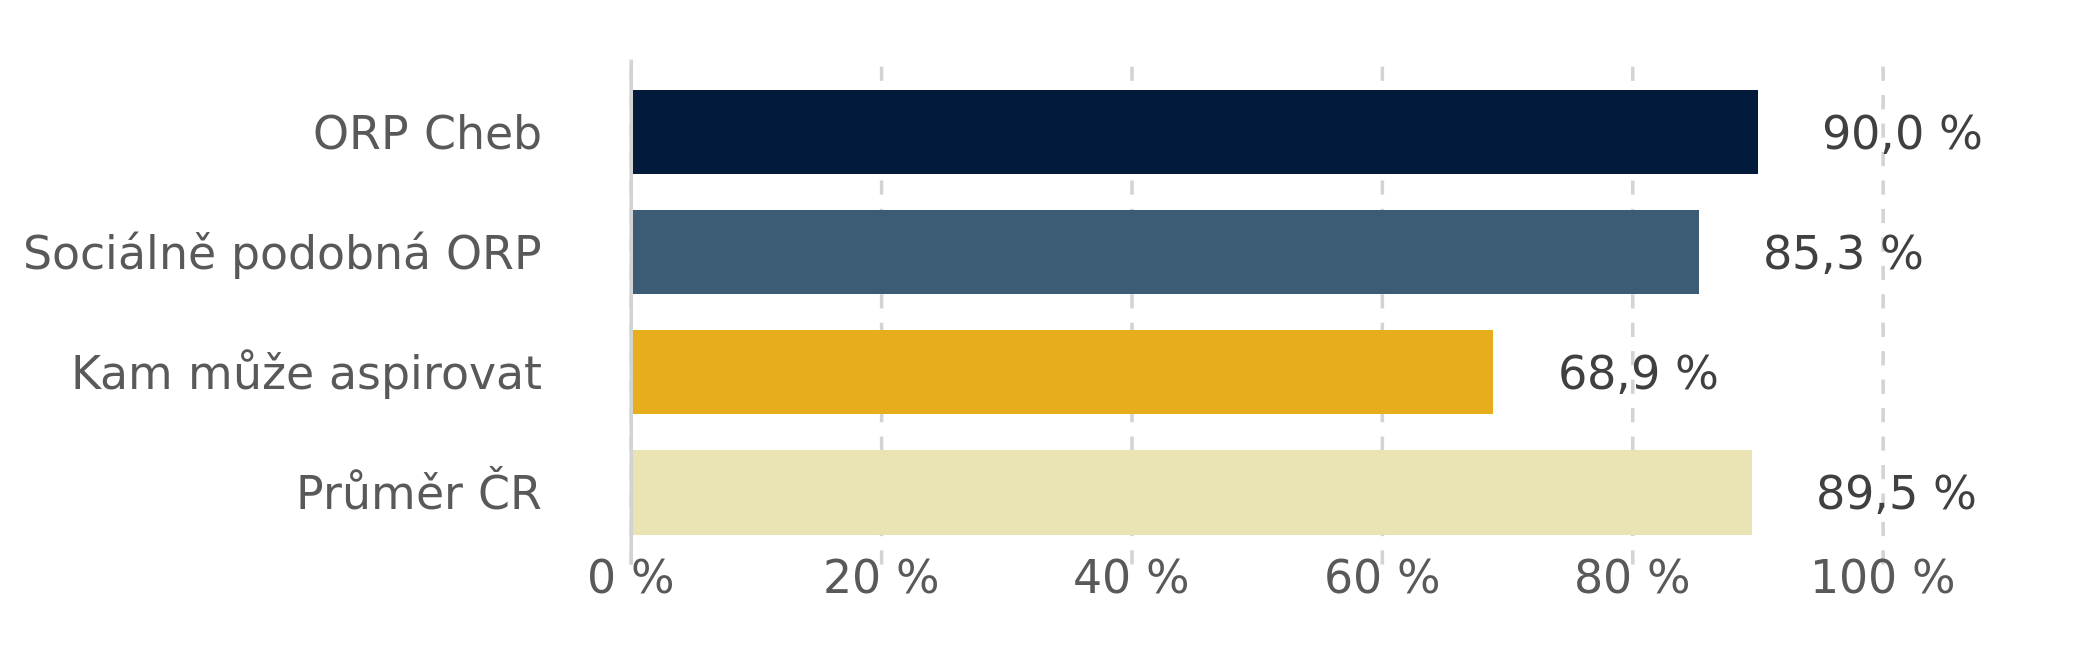 ORP Cheb 90,0 %
Sociálně podobná ORP 85,3 %
Kam může aspirovat 68,9 %
Průměr ČR 89,5 %
0 % 20 % 40 % 60 % 80 % 100 %